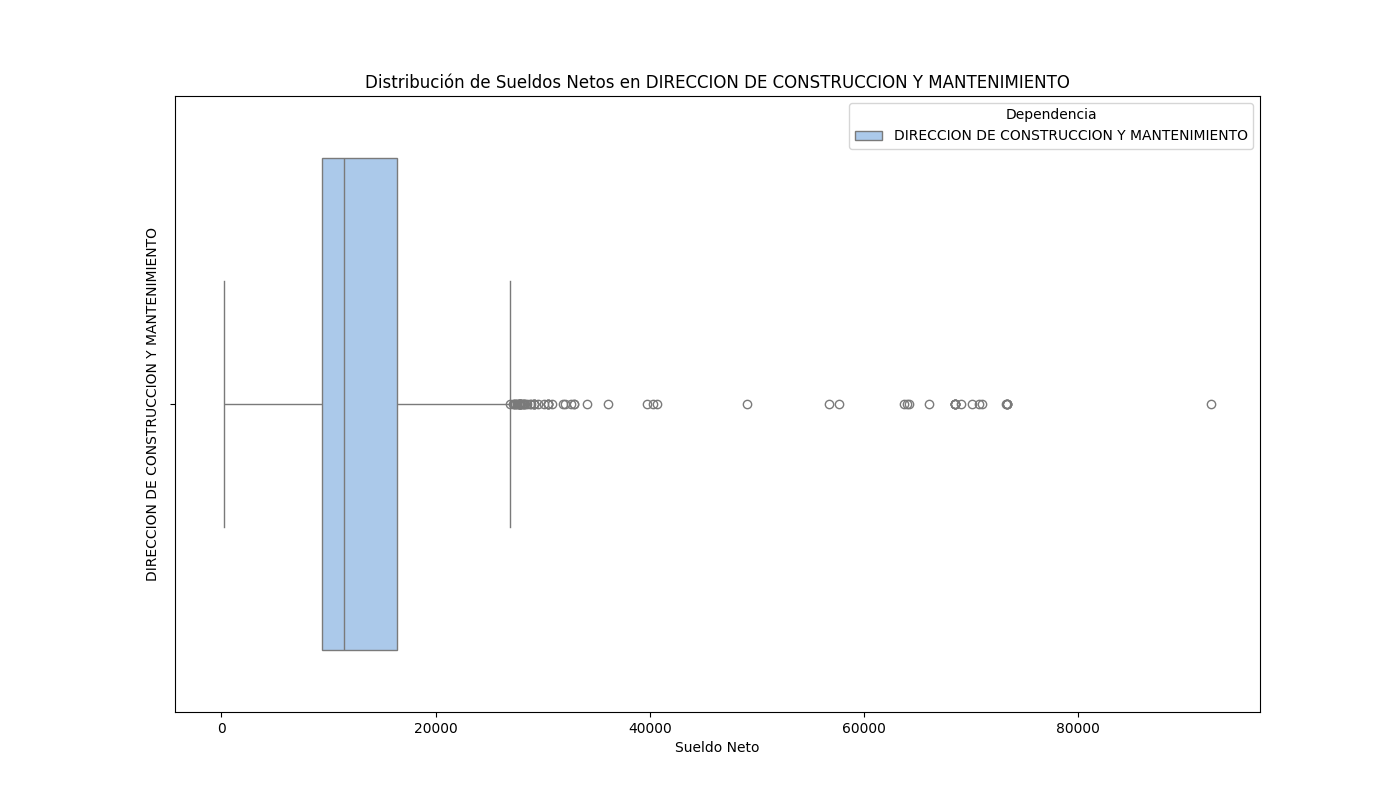 Distribución de Sueldos Netos en DIRECCION DE CONSTRUCCION Y MANTENIMIENTO
Dependencia
DIRECCION DE CONSTRUCCION Y MANTENIMIENTO
DIRECCION DE CONSTRUCCION Y MANTENIMIENTO
0
20000
40000
60000
80000
Sueldo Neto